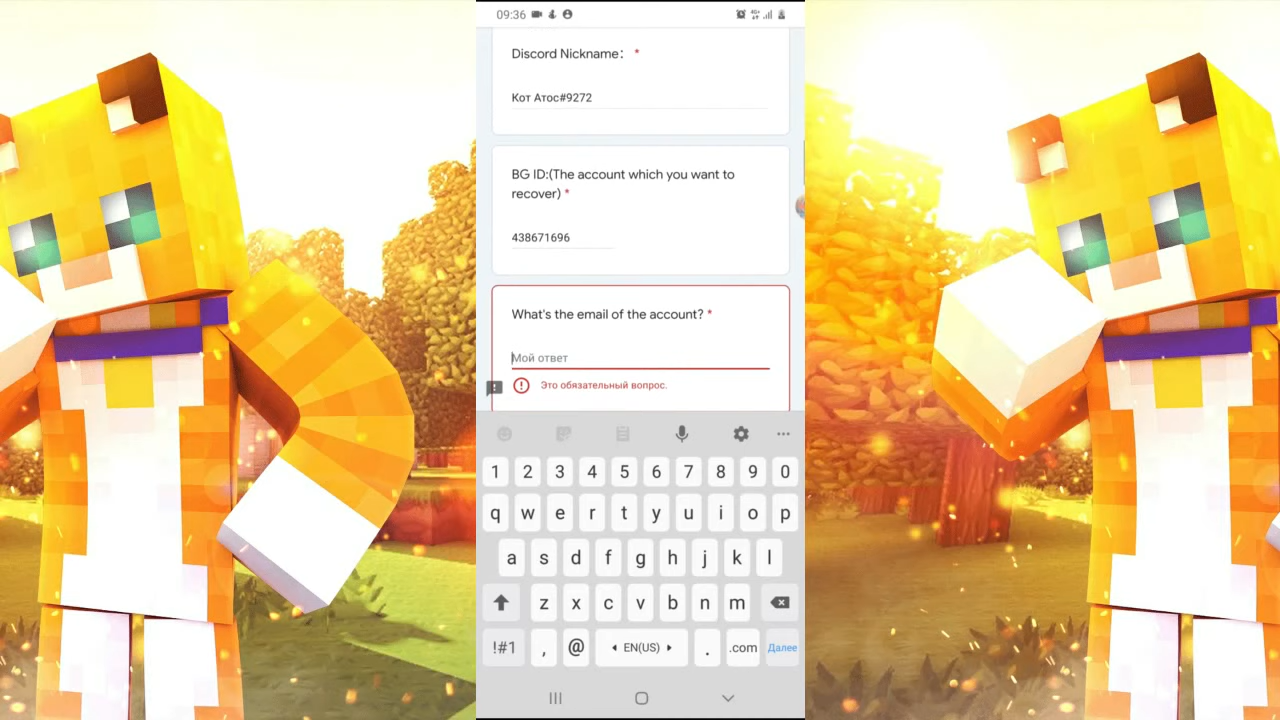 09:36
4G+
Discord Nickname: *
Кот Атос#9272
BG ID:(The account which you want to
recover) *
438671696
What's the email of the account? *
Мой ответ
Это обязательный вопрос.
1 2 3 4 5 6 7 8 9 0
q w e r t y u i o p
a s d f g h j k l
z x c v b n m
!#1 , @ EN(US) . .com Далее